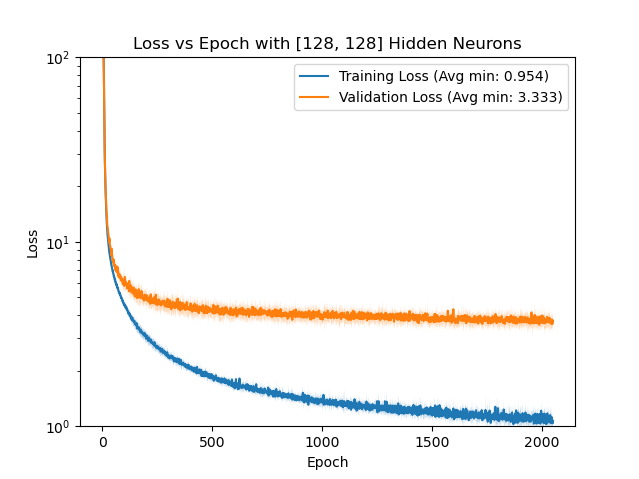 Loss vs Epoch with [128, 128] Hidden Neurons
Training Loss (Avg min: 0.954)
Validation Loss (Avg min: 3.333)
Loss
10²
10¹
10⁰
0 500 1000 1500 2000
Epoch